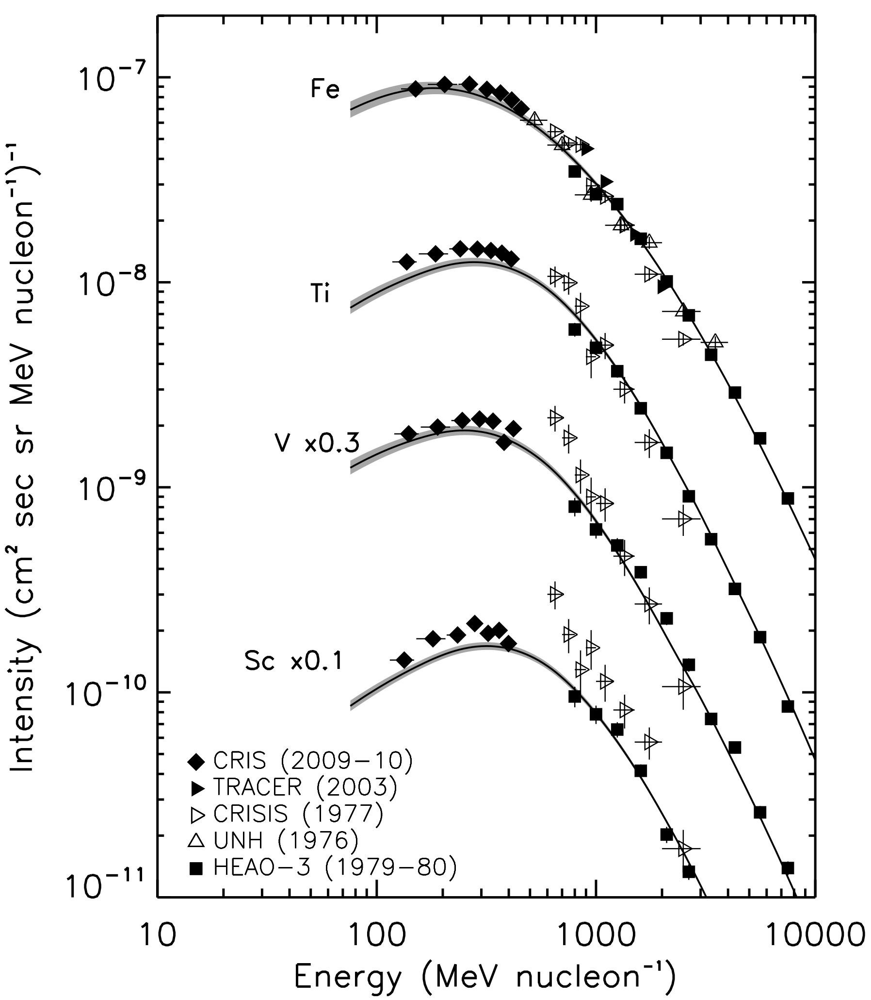 Intensity (cm² sec sr MeV nucleon⁻¹)⁻¹
10⁻⁷
10⁻⁸
10⁻⁹
10⁻¹⁰
10⁻¹¹
Fe
Ti
V x0.3
Sc x0.1
CRIS (2009-10)
TRACER (2003)
CRISIS (1977)
UNH (1976)
HEAO-3 (1979-80)
10 100 1000 10000
Energy (MeV nucleon⁻¹)